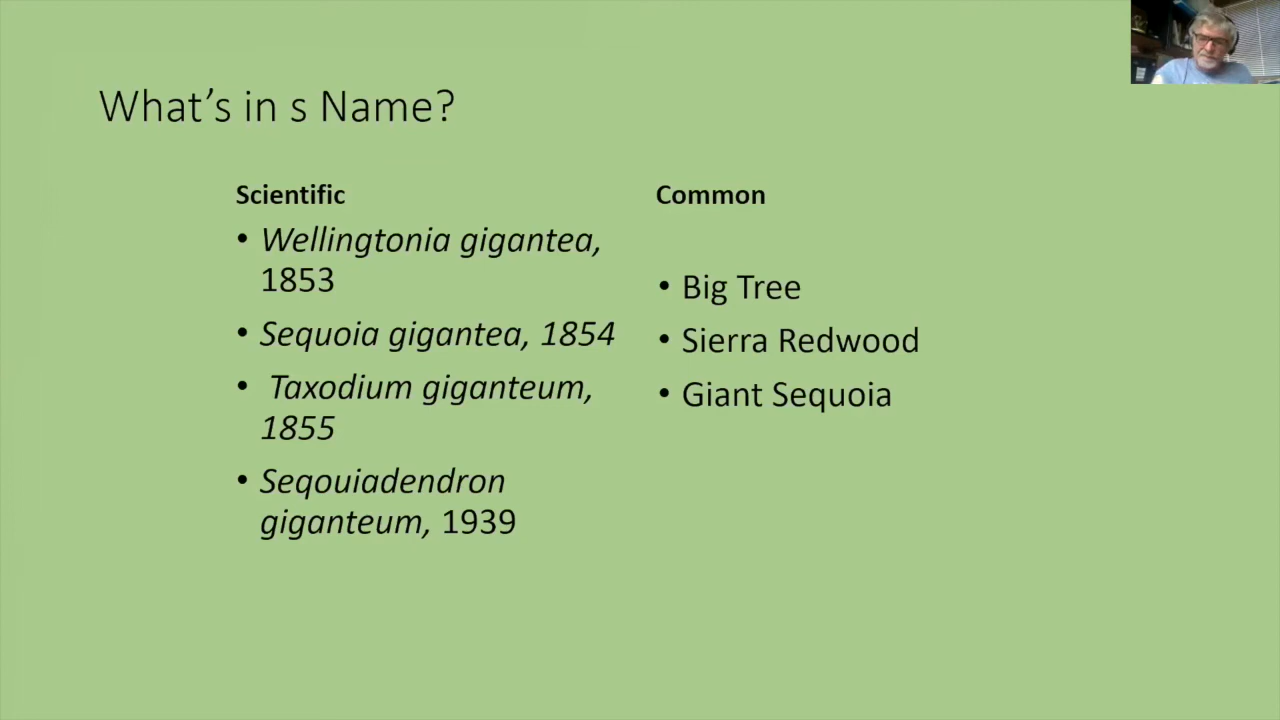 What's in s Name?
Scientific
• Wellingtonia gigantea,
1853
• Sequoia gigantea, 1854
• Taxodium giganteum,
1855
• Seqouiadendron
giganteum, 1939
Common
• Big Tree
• Sierra Redwood
• Giant Sequoia